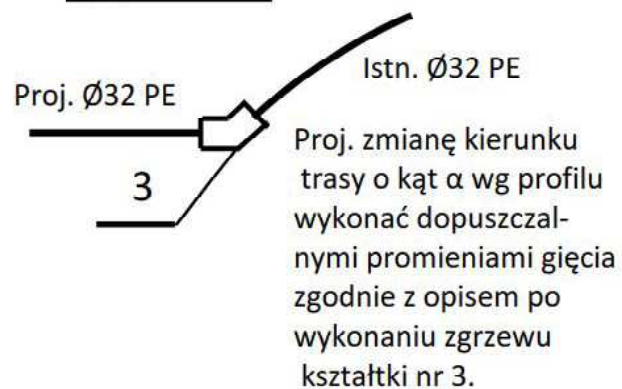 Istn. Ø32 PE
Proj. Ø32 PE
3
Proj. zmianę kierunku
trasy o kąt α wg profilu
wykonać dopuszczal-
nymi promieniami gięcia
zgodnie z opisem po
wykonaniu zgrzewu
kształtki nr 3.